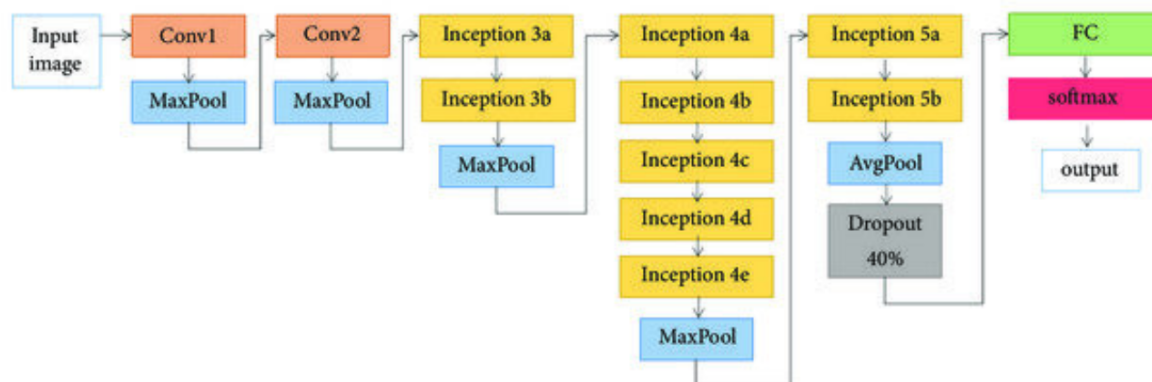 Input
image
Conv1
MaxPool
Conv2
MaxPool
Inception 3a
Inception 3b
MaxPool
Inception 4a
Inception 4b
Inception 4c
Inception 4d
Inception 4e
MaxPool
Inception 5a
Inception 5b
AvgPool
Dropout
40%
FC
softmax
output